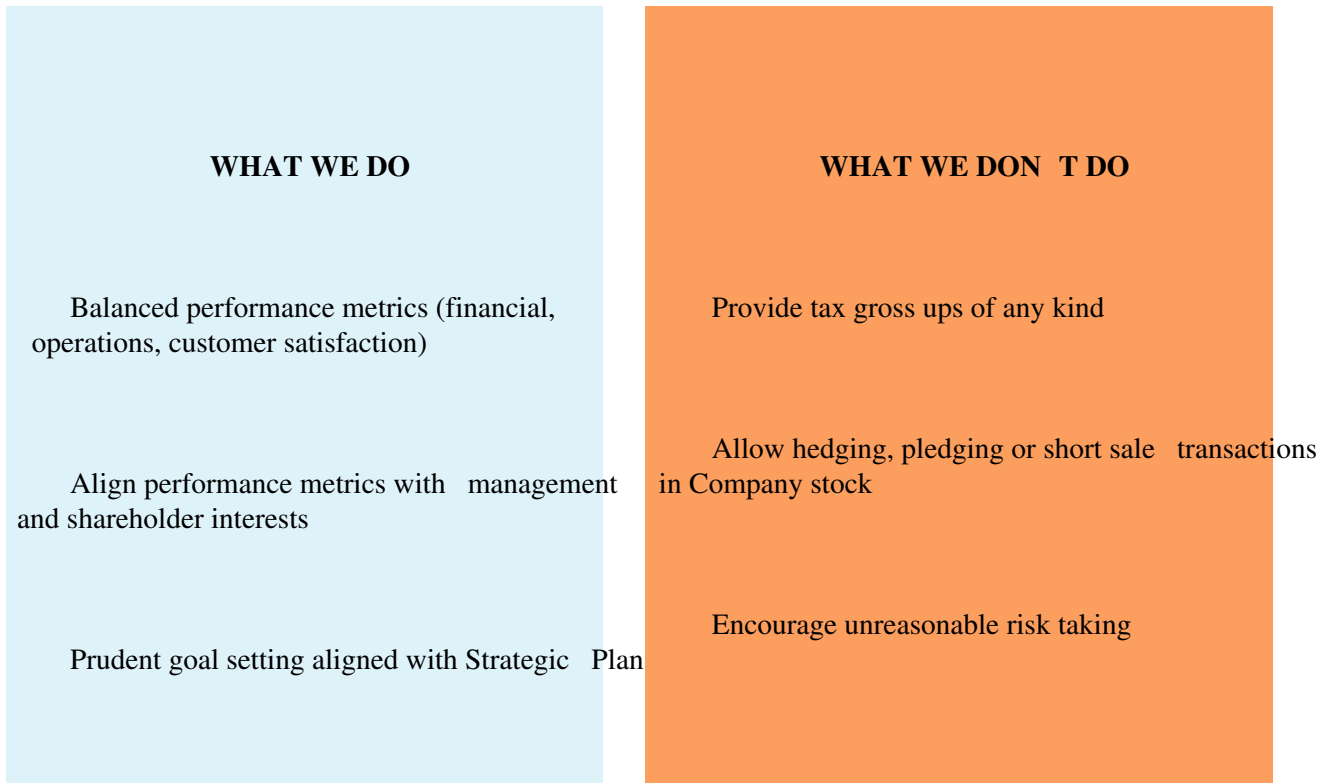 WHAT WE DO
Balanced performance metrics (financial,
operations, customer satisfaction)
Align performance metrics with management
and shareholder interests
Prudent goal setting aligned with Strategic Plan
WHAT WE DON T DO
Provide tax gross ups of any kind
Allow hedging, pledging or short sale transactions
in Company stock
Encourage unreasonable risk taking